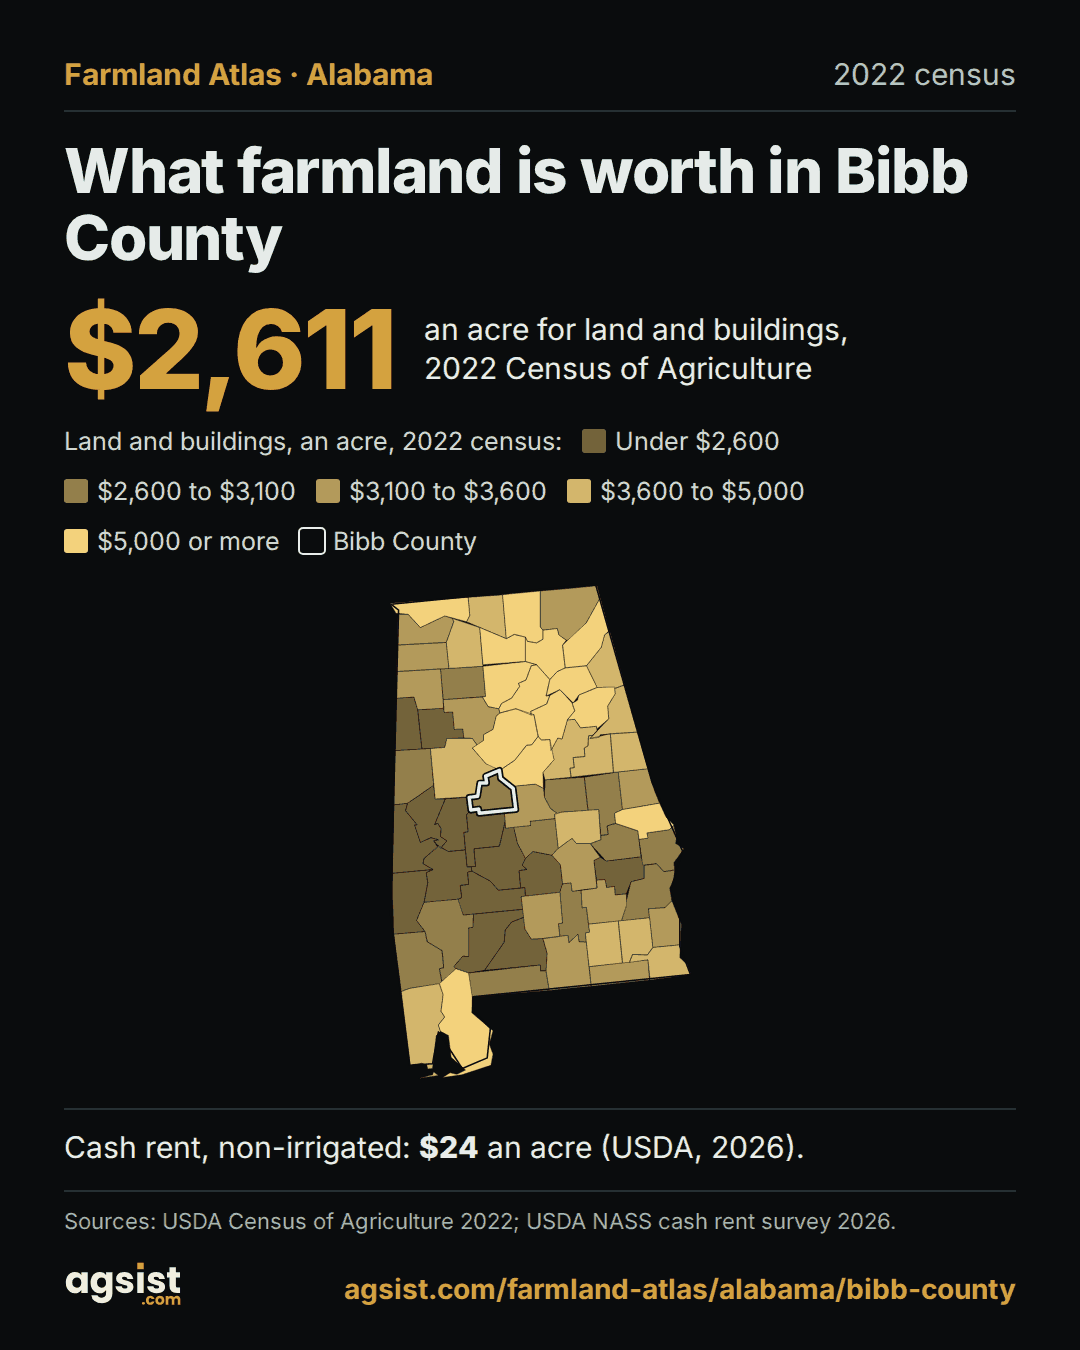 Farmland Atlas · Alabama
2022 census
What farmland is worth in Bibb
County
$2,611
an acre for land and buildings,
2022 Census of Agriculture
Land and buildings, an acre, 2022 census: Under $2,600
$2,600 to $3,100 $3,100 to $3,600 $3,600 to $5,000
$5,000 or more Bibb County
Cash rent, non-irrigated: $24 an acre (USDA, 2026).
Sources: USDA Census of Agriculture 2022; USDA NASS cash rent survey 2026.
agsist
.com
agsist.com/farmland-atlas/alabama/bibb-county